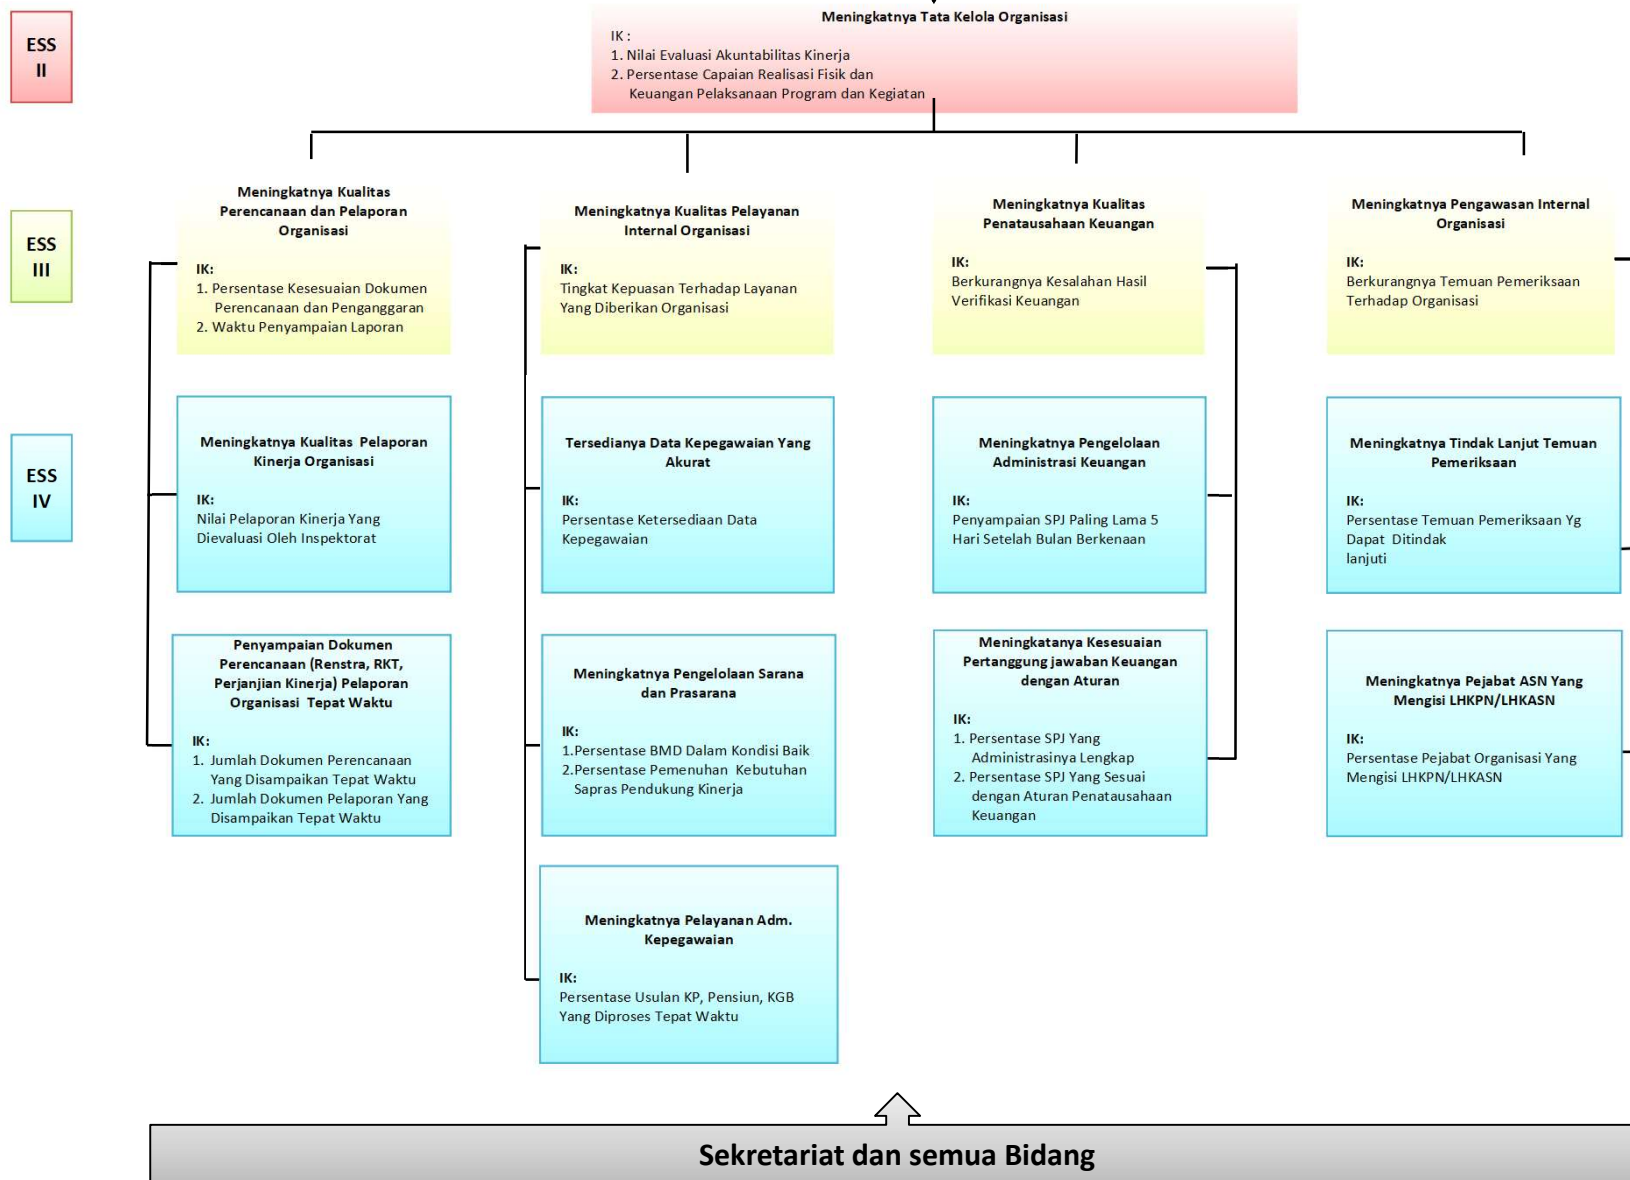 Meningkatnya Tata Kelola Organisasi
IK :
1. Nilai Evaluasi Akuntabilitas Kinerja
2. Persentase Capaian Realisasi Fisik dan
Keuangan Pelaksanaan Program dan Kegiatan
ESS
II
ESS
III
Meningkatnya Kualitas
Perencanaan dan Pelaporan
Organisasi
IK:
1. Persentase Kesesuaian Dokumen
Perencanaan dan Penganggaran
2. Waktu Penyampaian Laporan
Meningkatnya Kualitas Pelayanan
Internal Organisasi
IK:
Tingkat Kepuasan Terhadap Layanan
Yang Diberikan Organisasi
Meningkatnya Kualitas
Penatausahaan Keuangan
IK:
Berkurangnya Kesalahan Hasil
Verifikasi Keuangan
Meningkatnya Pengawasan Internal
Organisasi
IK:
Berkurangnya Temuan Pemeriksaan
Terhadap Organisasi
ESS
IV
Meningkatnya Kualitas Pelaporan
Kinerja Organisasi
IK:
Nilai Pelaporan Kinerja Yang
Dievaluasi Oleh Inspektorat
Tersedianya Data Kepegawaian Yang
Akurat
IK:
Persentase Ketersediaan Data
Kepegawaian
Meningkatnya Pengelolaan
Administrasi Keuangan
IK:
Penyampaian SPJ Paling Lama 5
Hari Setelah Bulan Berkenaan
Meningkatnya Tindak Lanjut Temuan
Pemeriksaan
IK:
Persentase Temuan Pemeriksaan Yg
Dapat Ditindak
lanjuti
Penyampaian Dokumen
Perencanaan (Renstra, RKT,
Perjanjian Kinerja) Pelaporan
Organisasi Tepat Waktu
IK:
1. Jumlah Dokumen Perencanaan
Yang Disampaikan Tepat Waktu
2. Jumlah Dokumen Pelaporan Yang
Disampaikan Tepat Waktu
Meningkatnya Pengelolaan Sarana
dan Prasarana
IK:
1.Persentase BMD Dalam Kondisi Baik
2.Persentase Pemenuhan Kebutuhan
Sapras Pendukung Kinerja
Meningkatanya Kesesuaian
Pertanggung jawaban Keuangan
dengan Aturan
IK:
1. Persentase SPJ Yang
Administrasinya Lengkap
2. Persentase SPJ Yang Sesuai
dengan Aturan Penatausahaan
Keuangan
Meningkatnya Pejabat ASN Yang
Mengisi LHKPN/LHKASN
IK:
Persentase Pejabat Organisasi Yang
Mengisi LHKPN/LHKASN
Meningkatnya Pelayanan Adm.
Kepegawaian
IK:
Persentase Usulan KP, Pensiun, KGB
Yang Diproses Tepat Waktu
Sekretariat dan semua Bidang